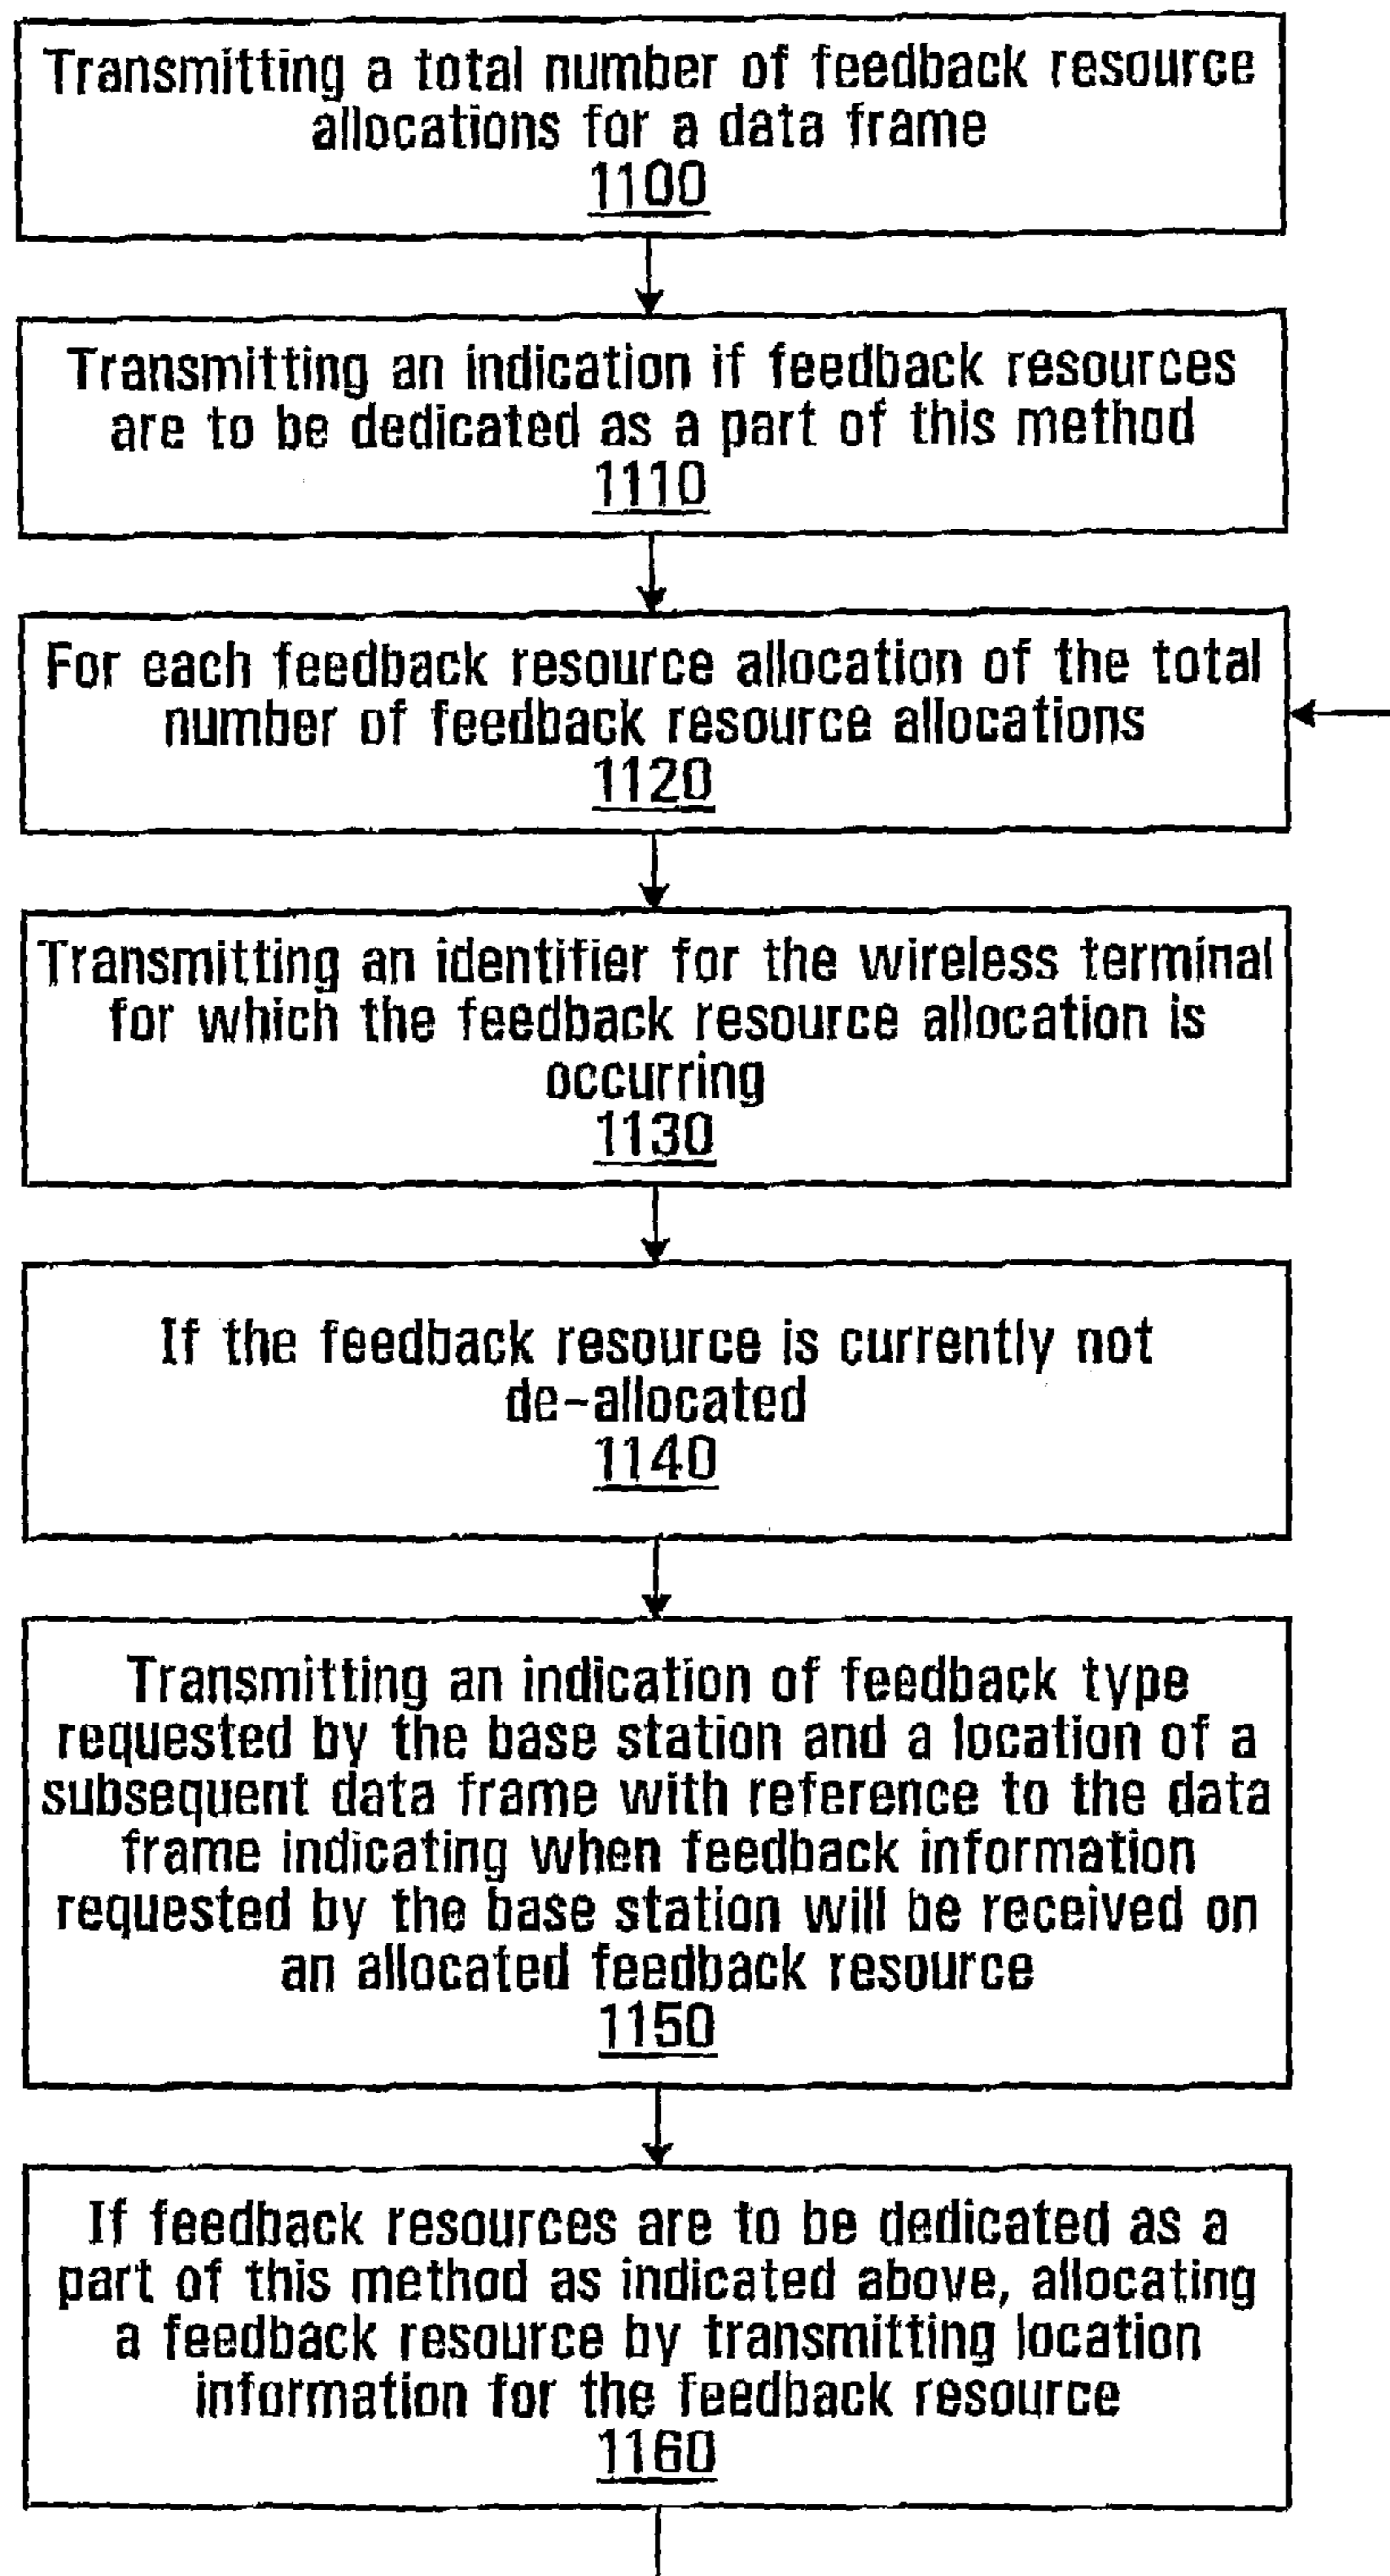 Transmitting a total number of feedback resource
allocations for a data frame
1100
Transmitting an indication if feedback resources
are to be dedicated as a part of this method
1110
For each feedback resource allocation of the total
number of feedback resource allocations
1120
Transmitting an identifier for the wireless terminal
for which the feedback resource allocation is
occurring
1130
If the feedback resource is currently not
de-allocated
1140
Transmitting an indication of feedback type
requested by the base station and a location of a
subsequent data frame with reference to the data
frame indicating when feedback information
requested by the base station will be received on
an allocated feedback resource
1150
If feedback resources are to be dedicated as a
part of this method as indicated above, allocating
a feedback resource by transmitting location
information for the feedback resource
1160